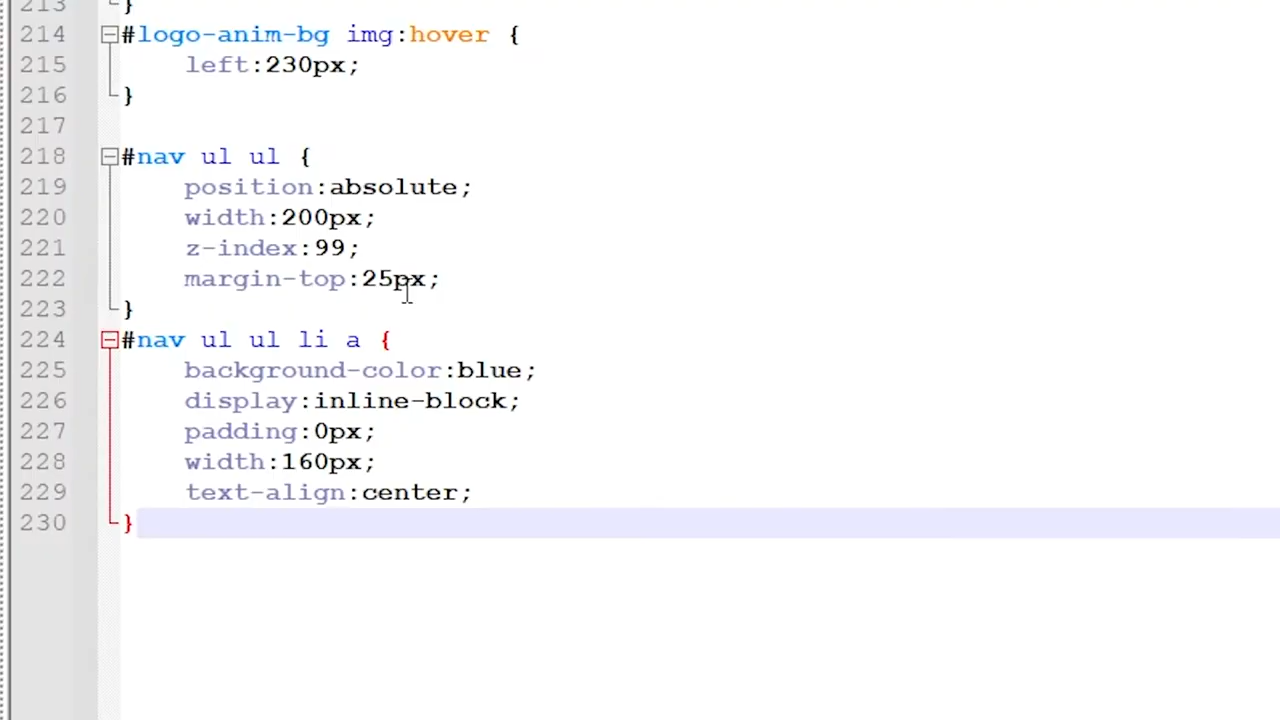 213 }
214 #logo-anim-bg img:hover {
215 left:230px;
216 }
217
218 #nav ul ul {
219 position:absolute;
220 width:200px;
221 z-index:99;
222 margin-top:25px;
223 }
224 #nav ul ul li a {
225 background-color:blue;
226 display:inline-block;
227 padding:0px;
228 width:160px;
229 text-align:center;
230 }